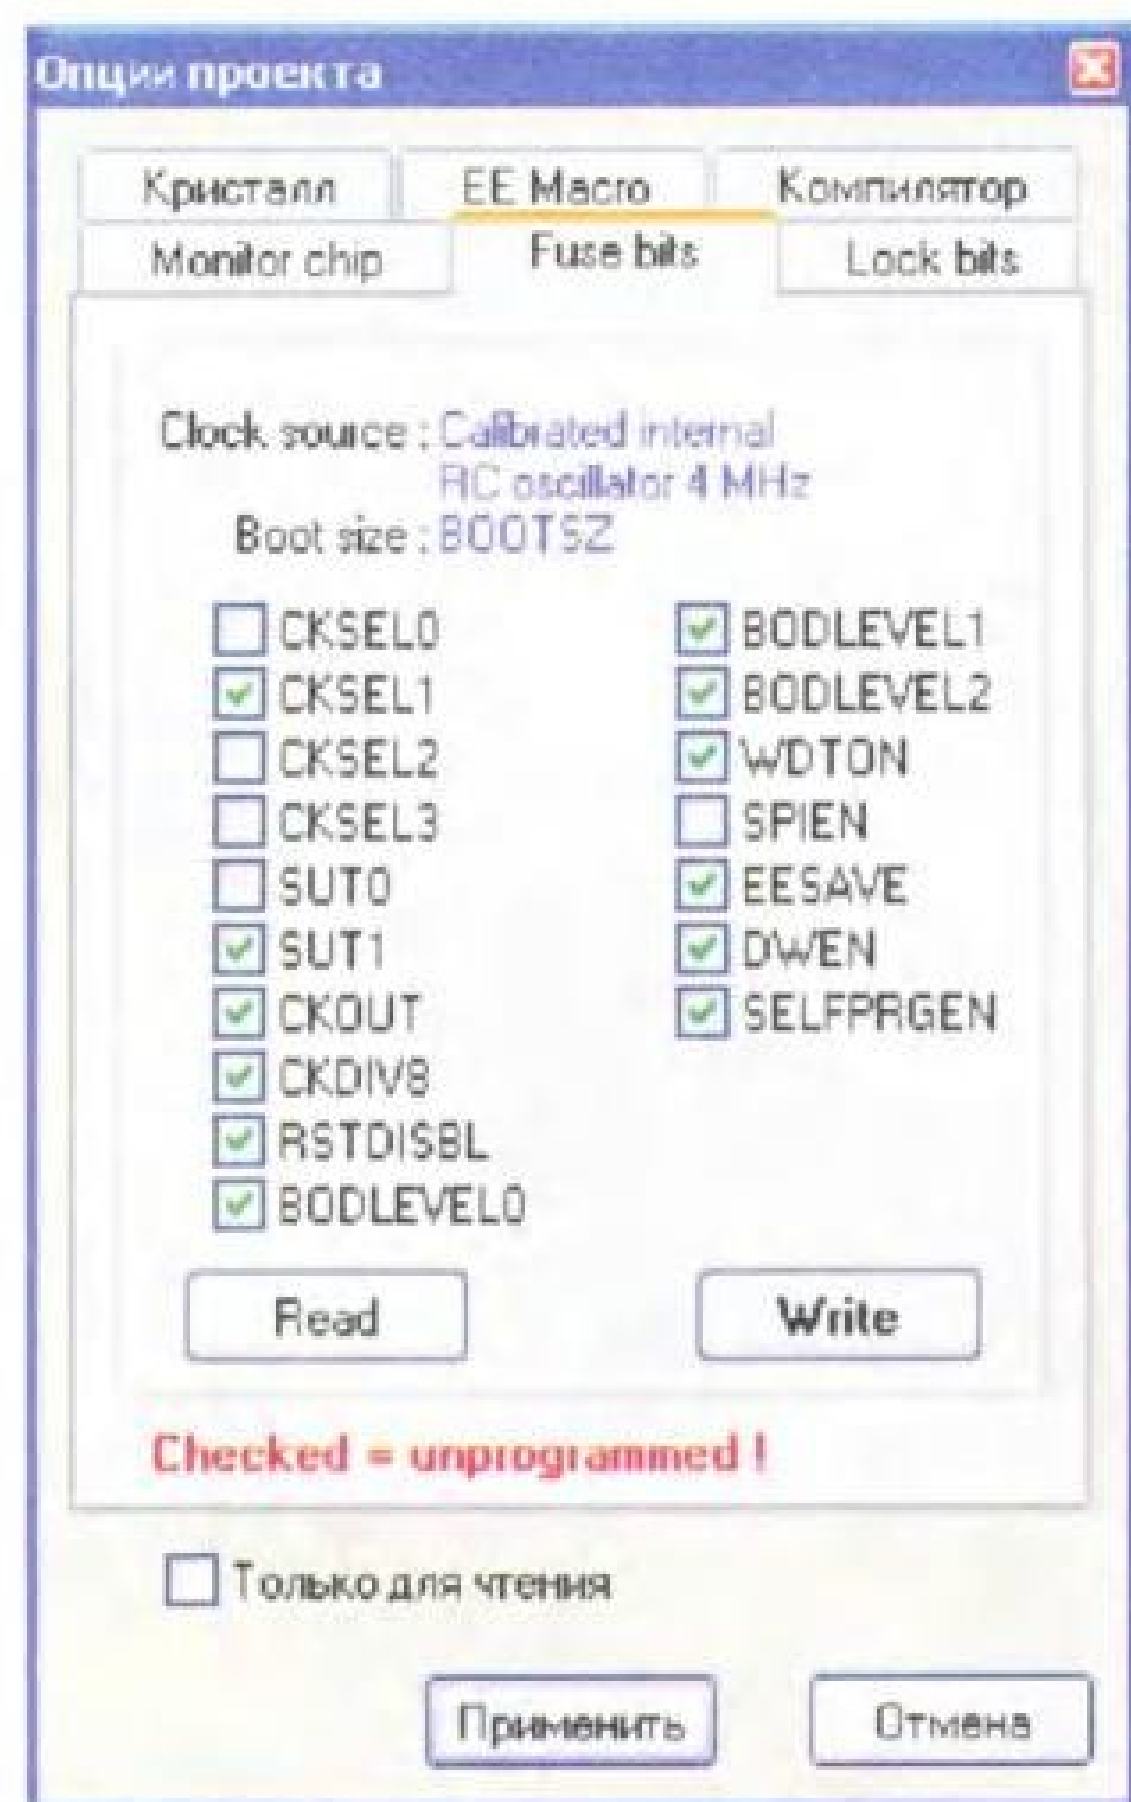 Опции проекта
Кристалл EE Macro Компилятор
Monitor chip Fuse bits Lock bits
Clock source : Calibrated internal
RC oscillator 4 MHz
Boot size : BOOTSZ
CKSEL0 BODLEVEL1
CKSEL1 BODLEVEL2
CKSEL2 WDTON
CKSEL3 SPIEN
SUT0 EESAVE
SUT1 DWEN
CKOUT SELFPRGEN
CKDIV8
RSTDISBL
BODLEVEL0
Read Write
Checked = unprogrammed !
Только для чтения
Применить Отмена